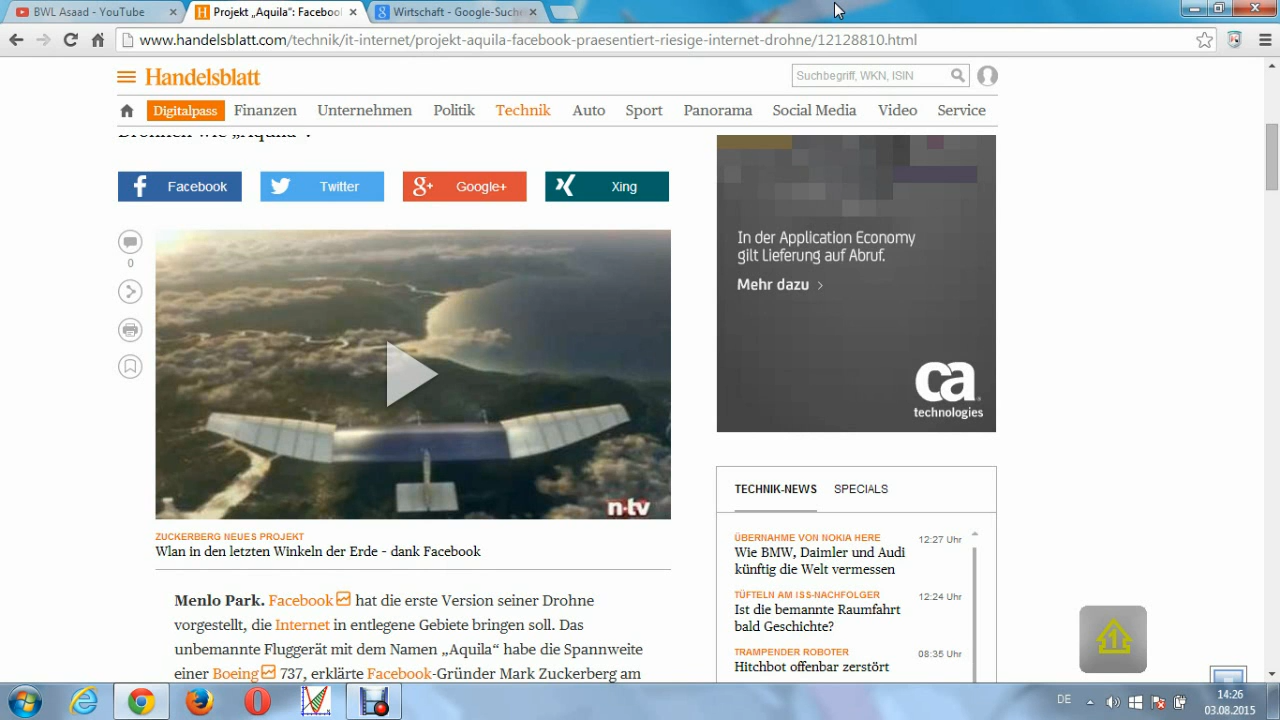 BWL Asaad - YouTube
Projekt „Aquila“: Faceboo
Wirtschaft - Google-Suche
www.handelsblatt.com/technik/it-internet/projekt-aquila-facebook-praesentiert-riesige-internet-drohne/12128810.html
Handelsblatt
Suchbegriff, WKN, ISIN
Digitalpass Finanzen Unternehmen Politik Technik Auto Sport Panorama Social Media Video Service
Drohnen wie „Aquila“.
Facebook
Twitter
Google+
Xing
0
n-tv
ZUCKERBERG NEUES PROJEKT
Wlan in den letzten Winkeln der Erde - dank Facebook
Menlo Park. Facebook hat die erste Version seiner Drohne
vorgestellt, die Internet in entlegene Gebiete bringen soll. Das
unbemannte Fluggerät mit dem Namen „Aquila“ habe die Spannweite
einer Boeing 737, erklärte Facebook-Gründer Mark Zuckerberg am
In der Application Economy
gilt Lieferung auf Abruf.
Mehr dazu
ca
technologies
TECHNIK-NEWS SPECIALS
ÜBERNAHME VON NOKIA HERE 12:27 Uhr
Wie BMW, Daimler und Audi
künftig die Welt vermessen
TÜFTELN AM ISS-NACHFOLGER 12:24 Uhr
Ist die bemannte Raumfahrt
bald Geschichte?
TRAMPENDER ROBOTER 08:35 Uhr
Hitchbot offenbar zerstört
1
DE
14:26
03.08.2015